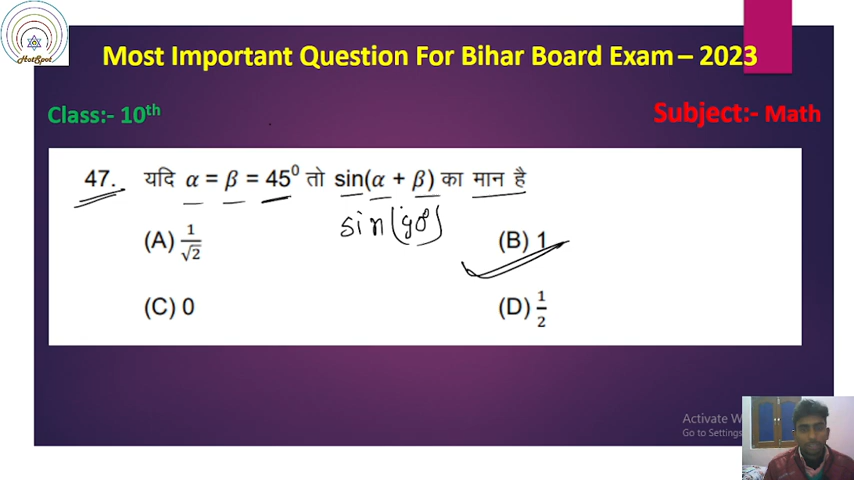 HotRoot
Most Important Question For Bihar Board Exam – 2023
Class:- 10th
Subject:- Math
47. यदि α = β = 45⁰ तो sin(α + β) का मान है
sin(90°)
(A) 1/√2
(B) 1
(C) 0
(D) 1/2
Activate W
Go to Settings